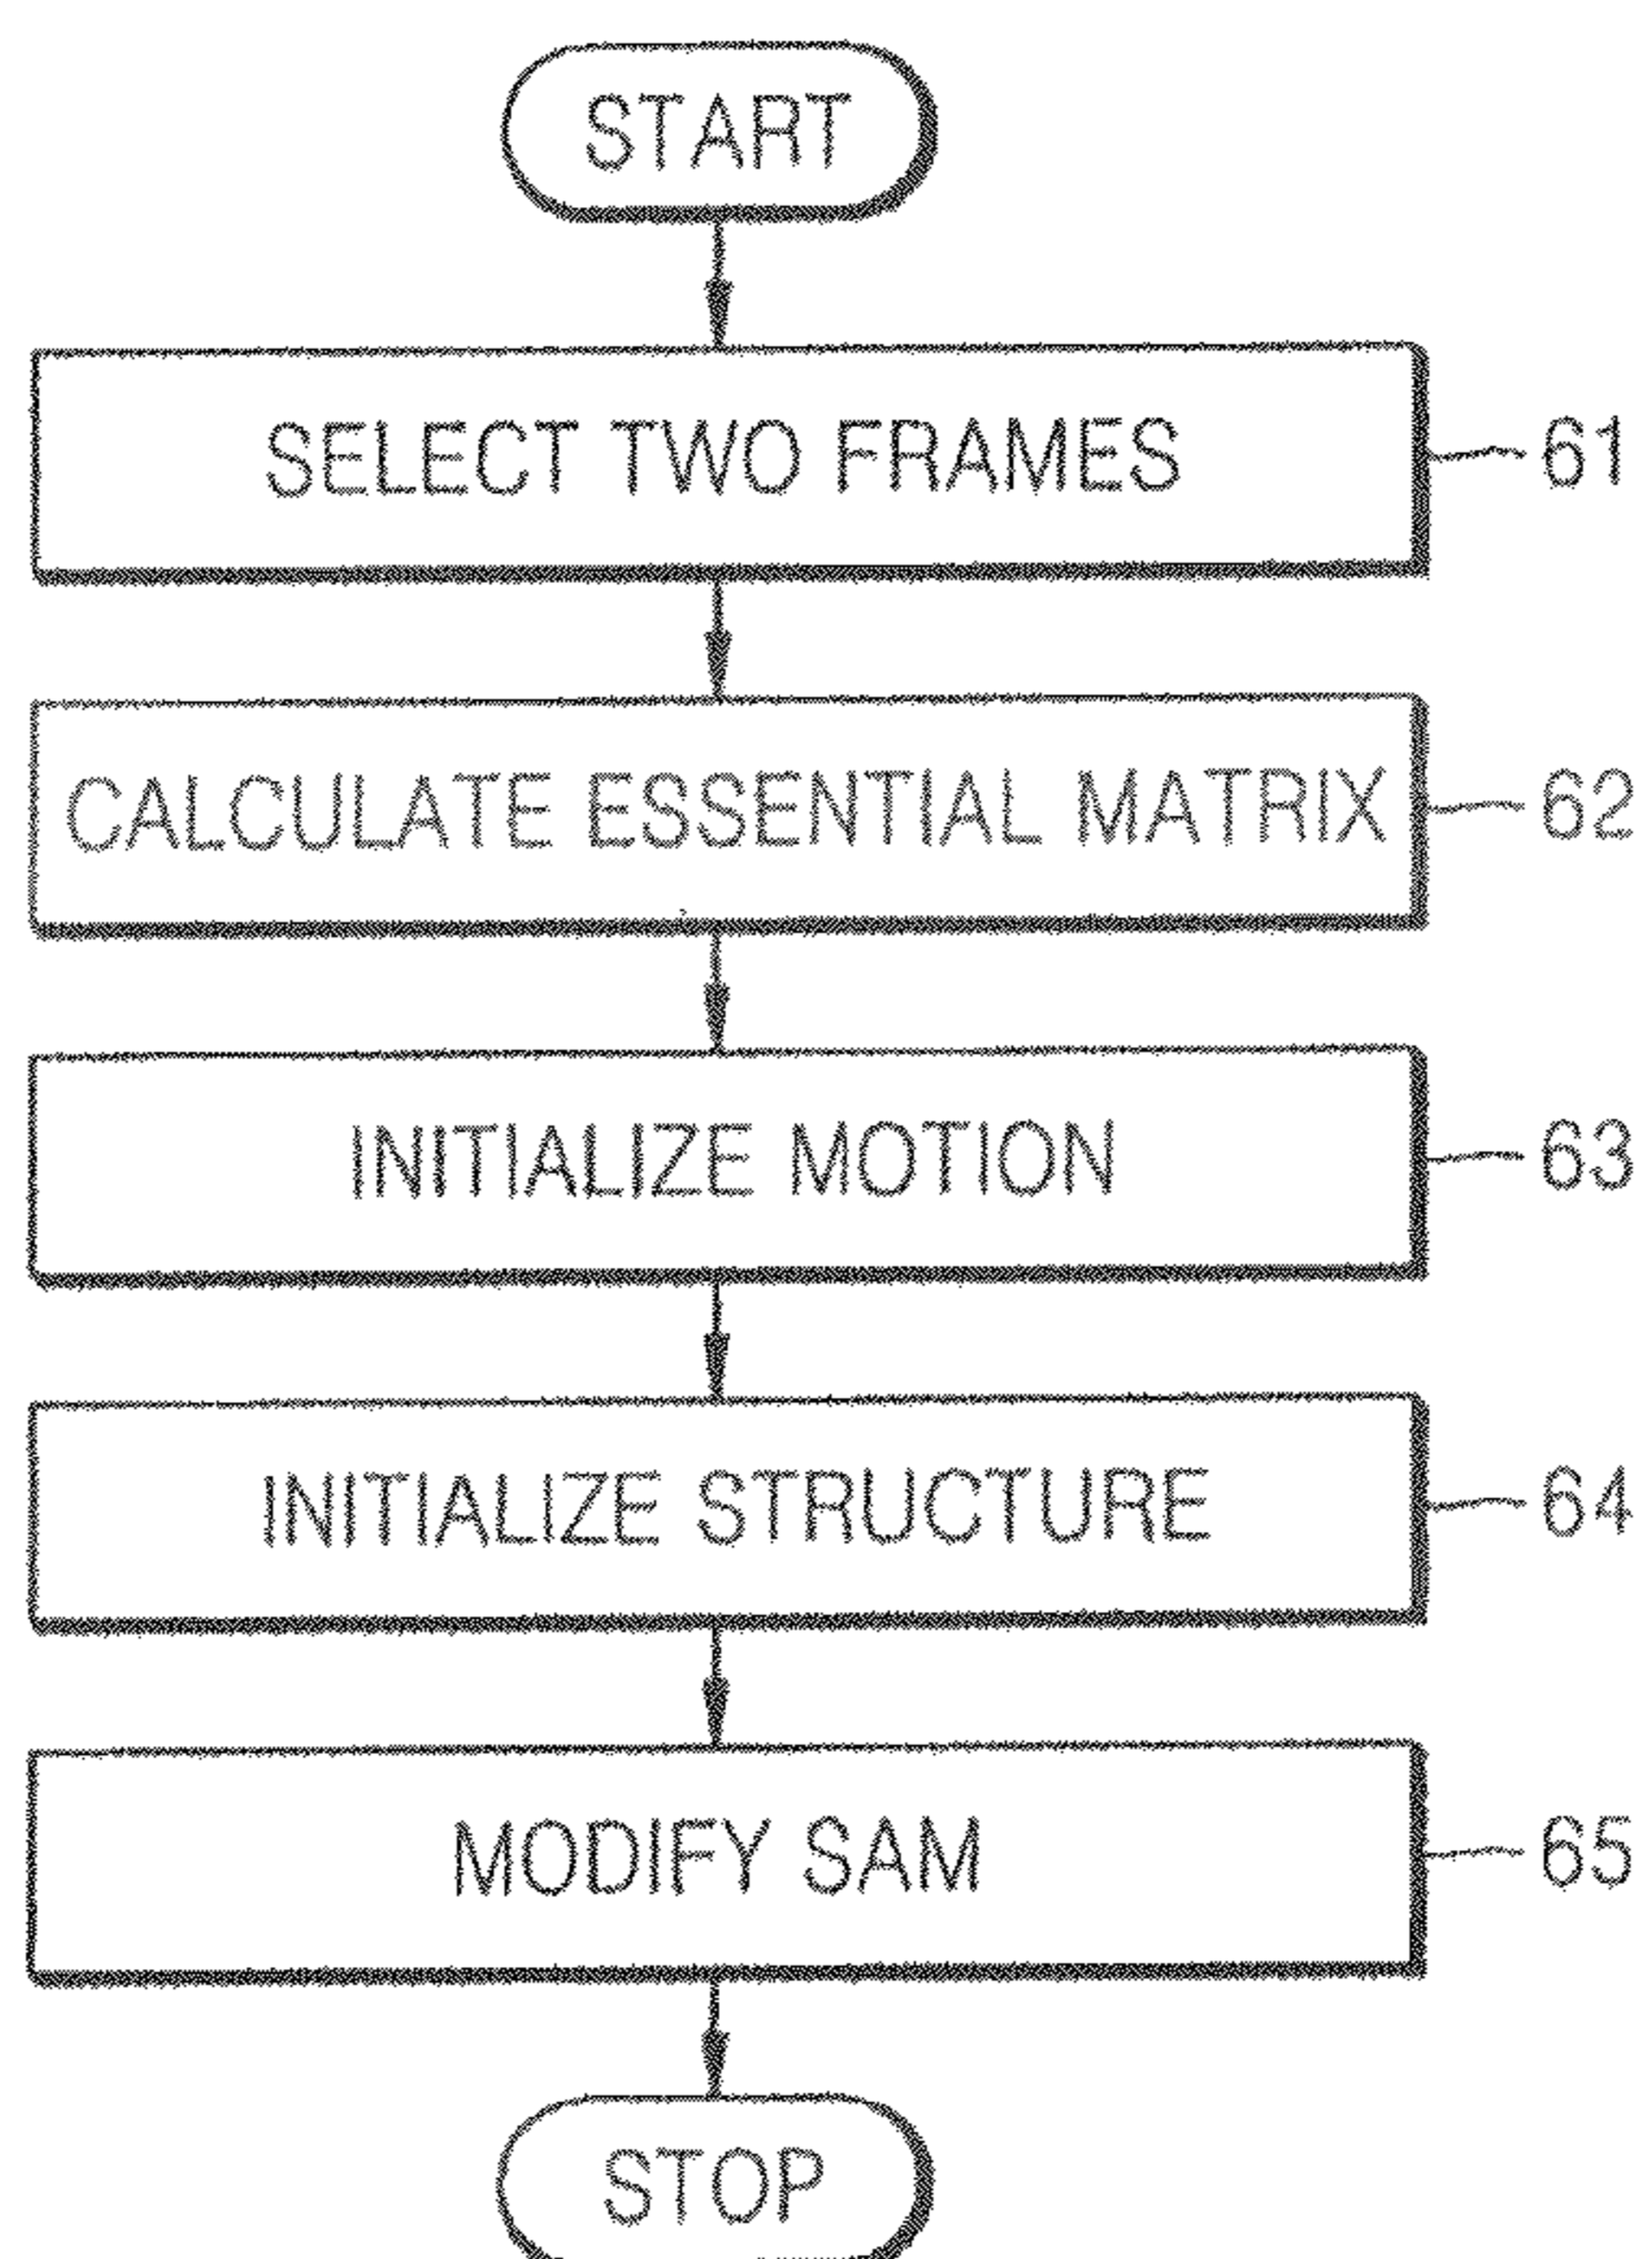 START
SELECT TWO FRAMES 61
CALCULATE ESSENTIAL MATRIX 62
INITIALIZE MOTION 63
INITIALIZE STRUCTURE 64
MODIFY SAM 65
STOP